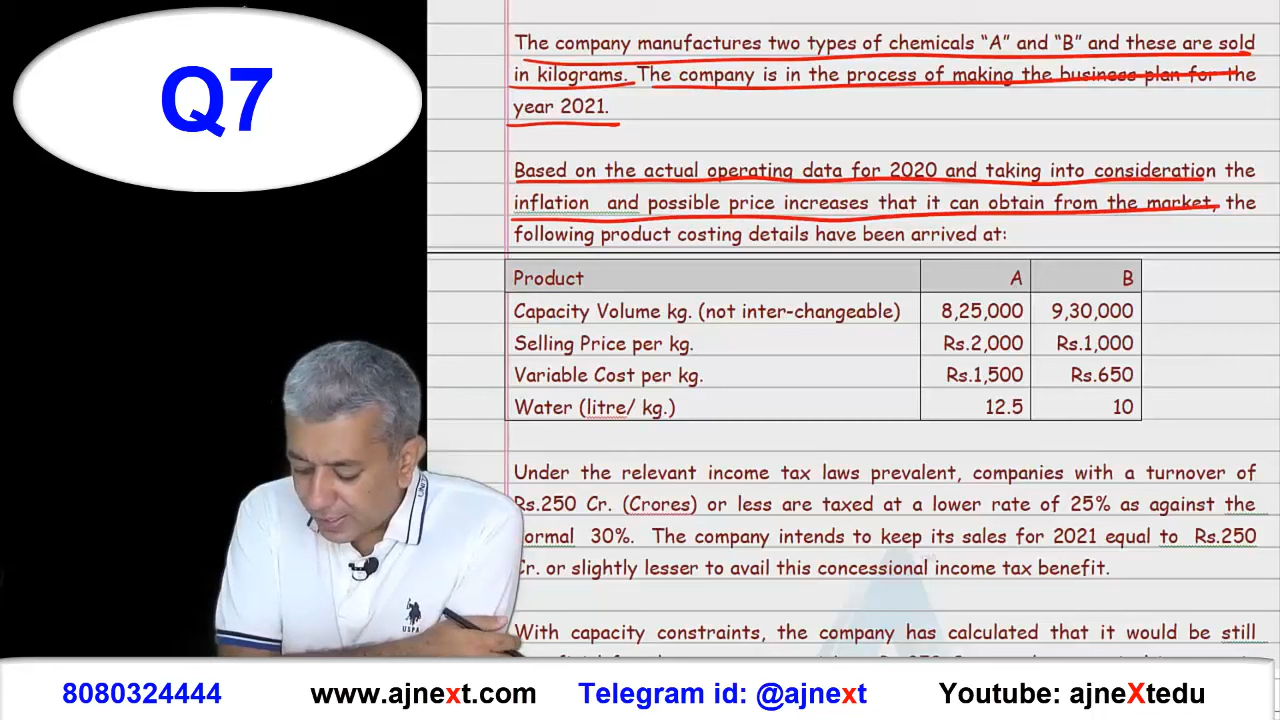 Q7
The company manufactures two types of chemicals “A” and “B” and these are sold
in kilograms. The company is in the process of making the business plan for the
year 2021.
Based on the actual operating data for 2020 and taking into consideration the
inflation and possible price increases that it can obtain from the market, the
following product costing details have been arrived at:
Product A B
Capacity Volume kg. (not inter-changeable) 8,25,000 9,30,000
Selling Price per kg. Rs.2,000 Rs.1,000
Variable Cost per kg. Rs.1,500 Rs.650
Water (litre/ kg.) 12.5 10
Under the relevant income tax laws prevalent, companies with a turnover of
Rs.250 Cr. (Crores) or less are taxed at a lower rate of 25% as against the
normal 30%. The company intends to keep its sales for 2021 equal to Rs.250
Cr. or slightly lesser to avail this concessional income tax benefit.
With capacity constraints, the company has calculated that it would be still
USPA
8080324444 www.ajnext.com Telegram id: @ajnext Youtube: ajneXtedu